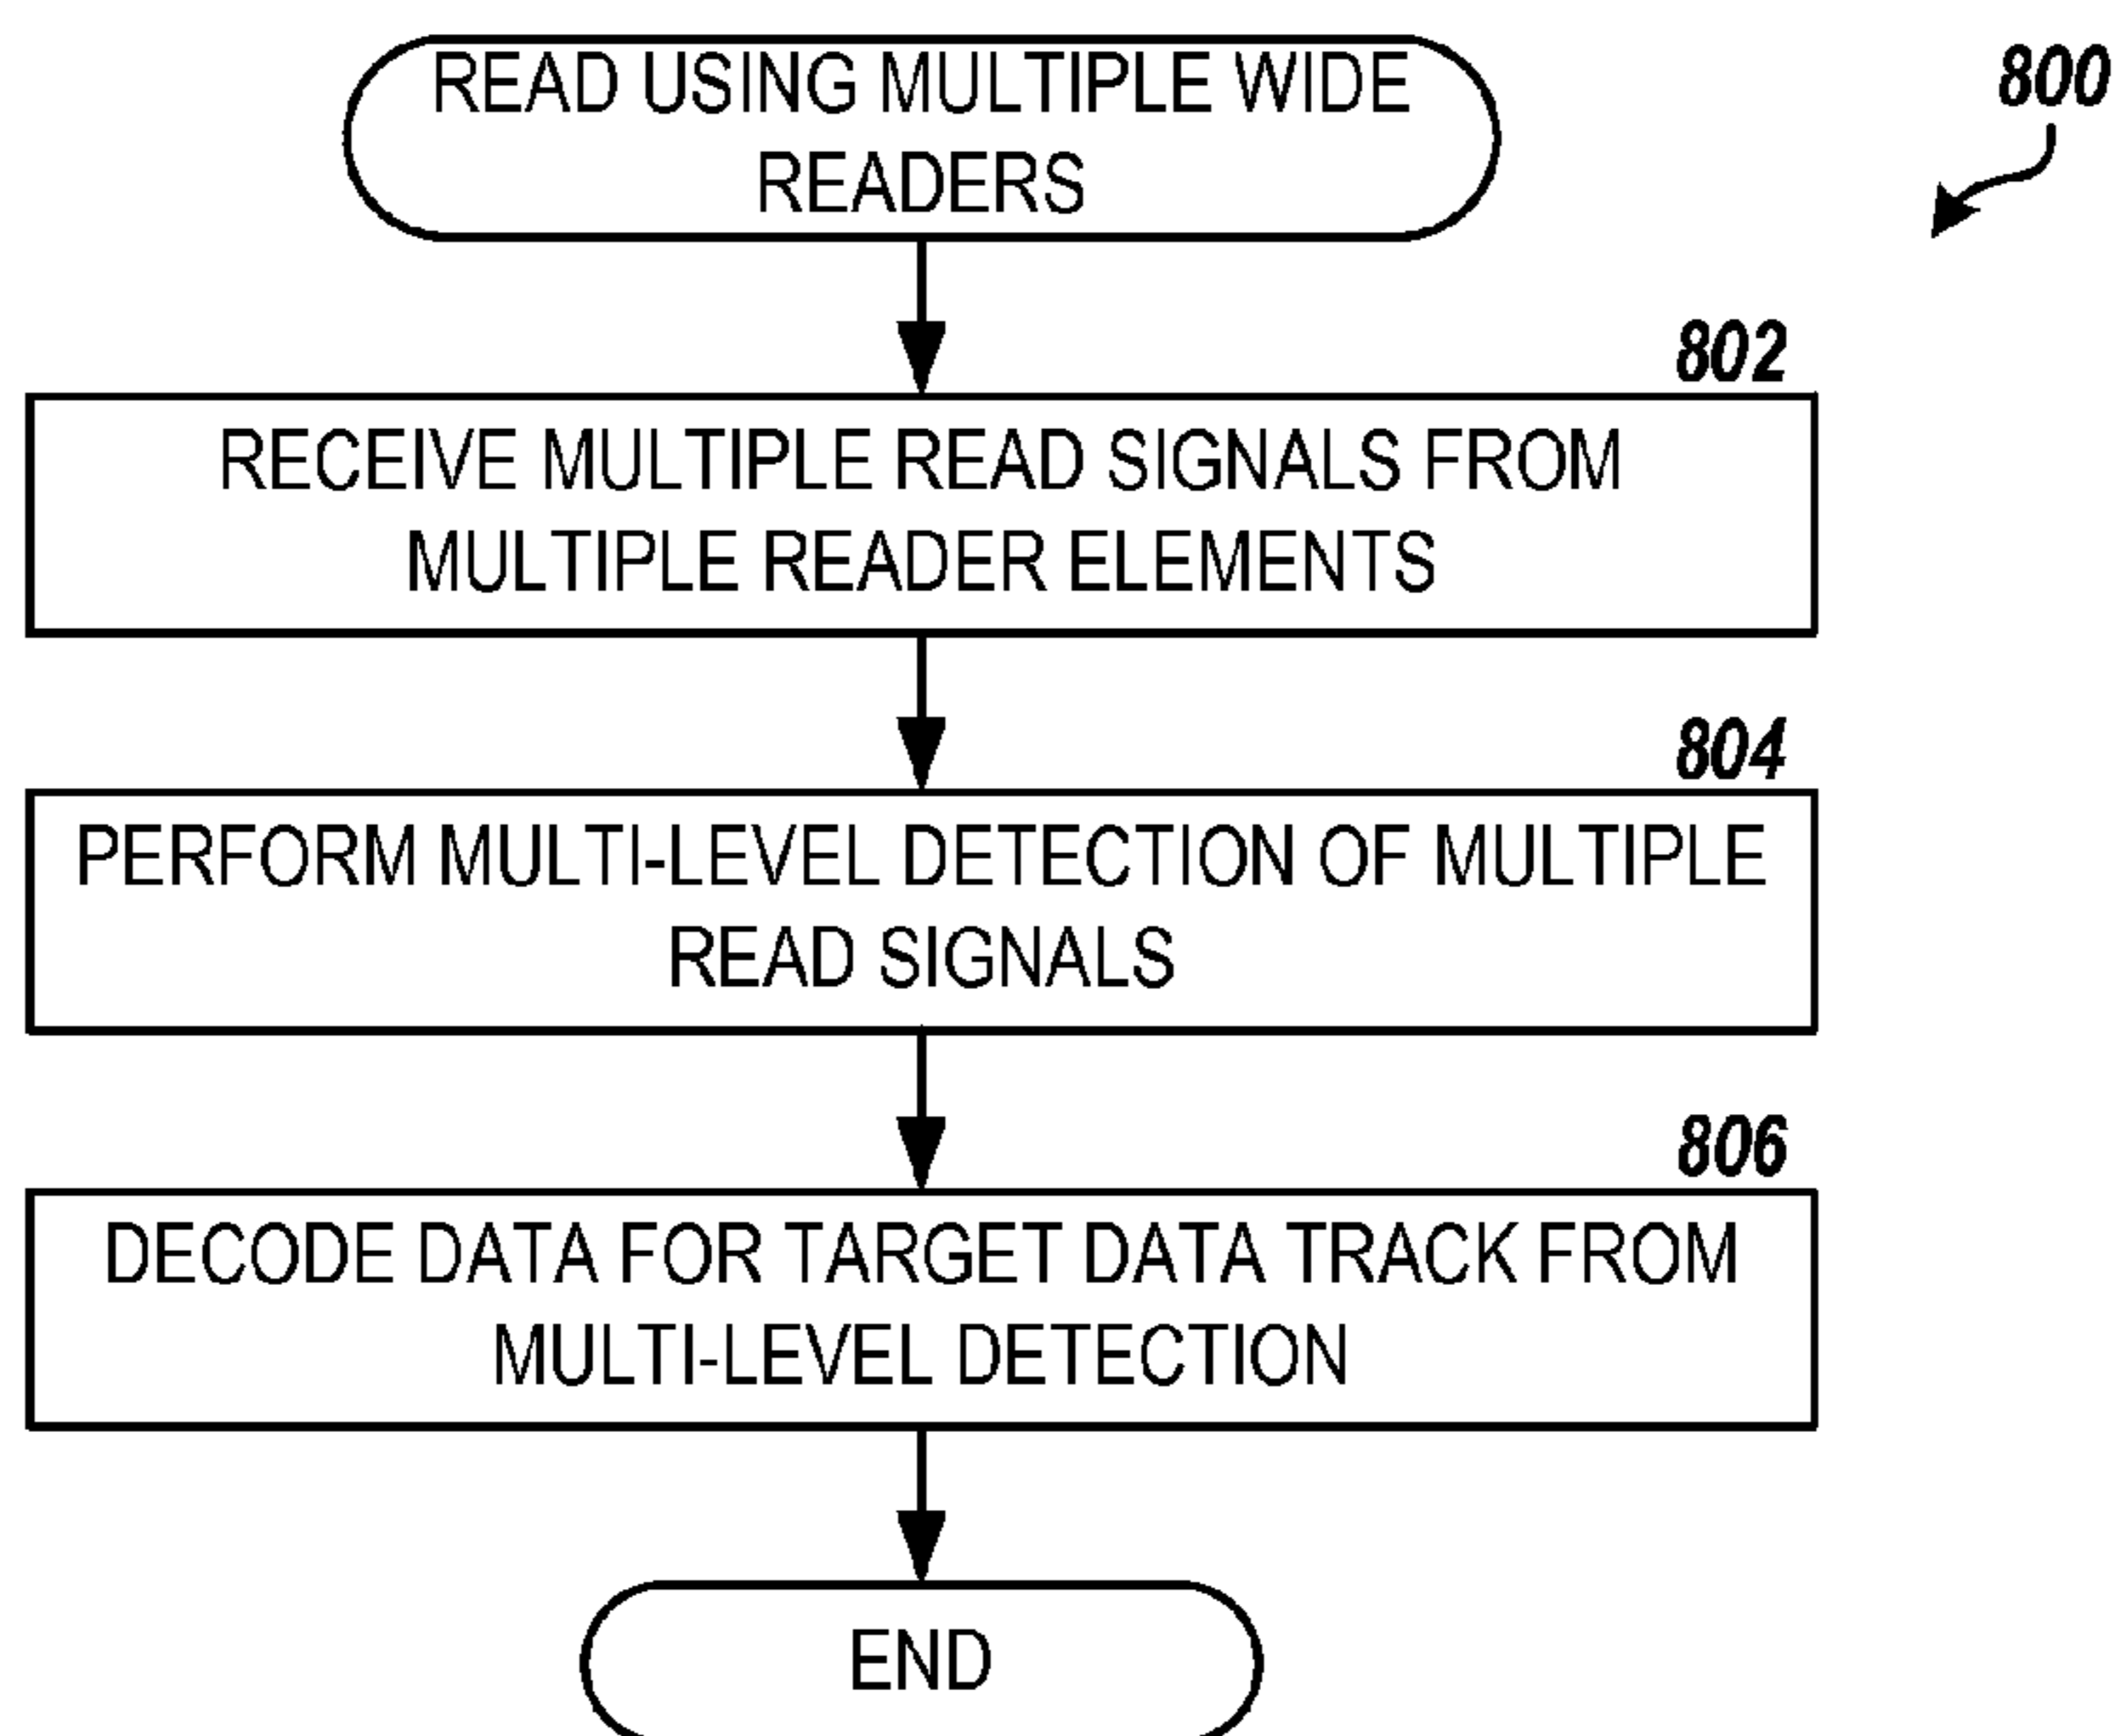 READ USING MULTIPLE WIDE
READERS
800
802
RECEIVE MULTIPLE READ SIGNALS FROM
MULTIPLE READER ELEMENTS
804
PERFORM MULTI-LEVEL DETECTION OF MULTIPLE
READ SIGNALS
806
DECODE DATA FOR TARGET DATA TRACK FROM
MULTI-LEVEL DETECTION
END